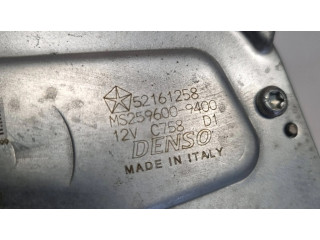 52161258
MS259600-9400
12V C758 D1
DENSO
MADE IN ITALY